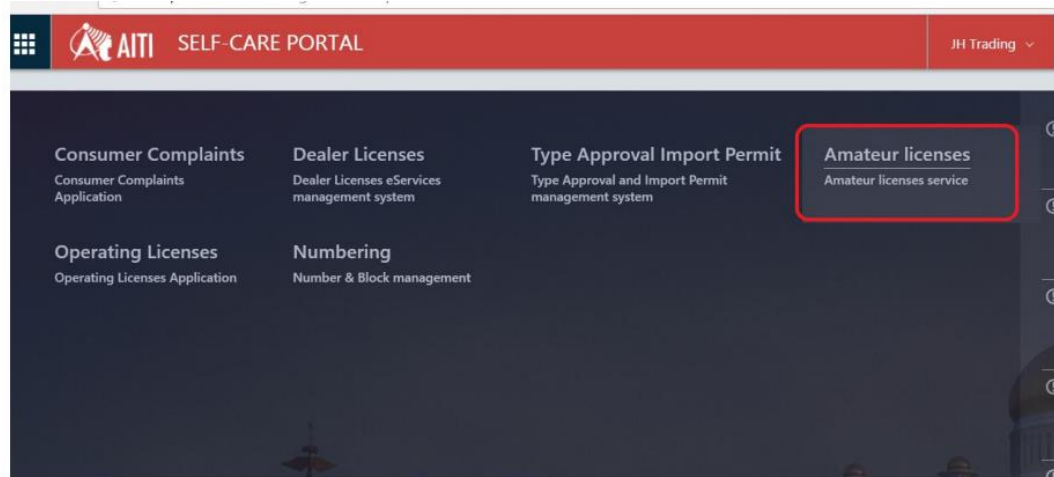 AITI SELF-CARE PORTAL JH Trading
Consumer Complaints
Consumer Complaints
Application
Dealer Licenses
Dealer Licenses eServices
management system
Type Approval Import Permit
Type Approval and Import Permit
management system
Amateur licenses
Amateur licenses service
Operating Licenses
Operating Licenses Application
Numbering
Number & Block management